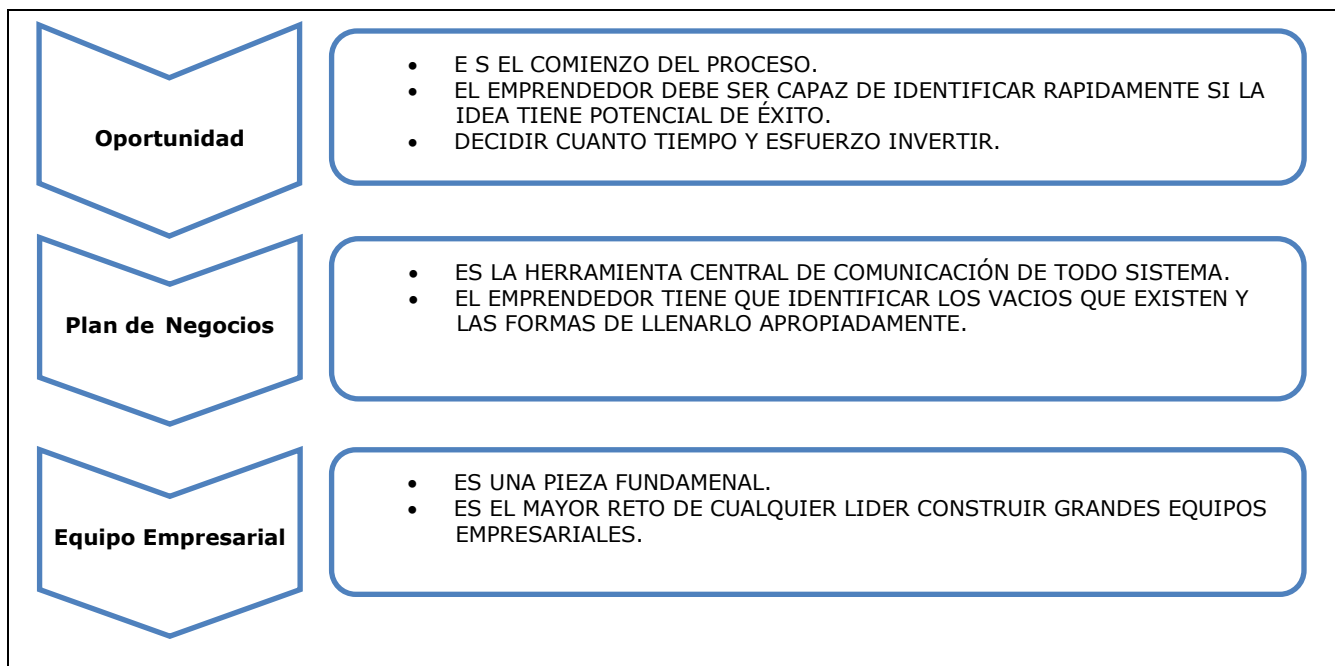 Oportunidad
• E S EL COMIENZO DEL PROCESO.
• EL EMPRENDEDOR DEBE SER CAPAZ DE IDENTIFICAR RAPIDAMENTE SI LA
IDEA TIENE POTENCIAL DE ÉXITO.
• DECIDIR CUANTO TIEMPO Y ESFUERZO INVERTIR.
Plan de Negocios
• ES LA HERRAMIENTA CENTRAL DE COMUNICACIÓN DE TODO SISTEMA.
• EL EMPRENDEDOR TIENE QUE IDENTIFICAR LOS VACIOS QUE EXISTEN Y
LAS FORMAS DE LLENARLO APROPIADAMENTE.
Equipo Empresarial
• ES UNA PIEZA FUNDAMENAL.
• ES EL MAYOR RETO DE CUALQUIER LIDER CONSTRUIR GRANDES EQUIPOS
EMPRESARIALES.